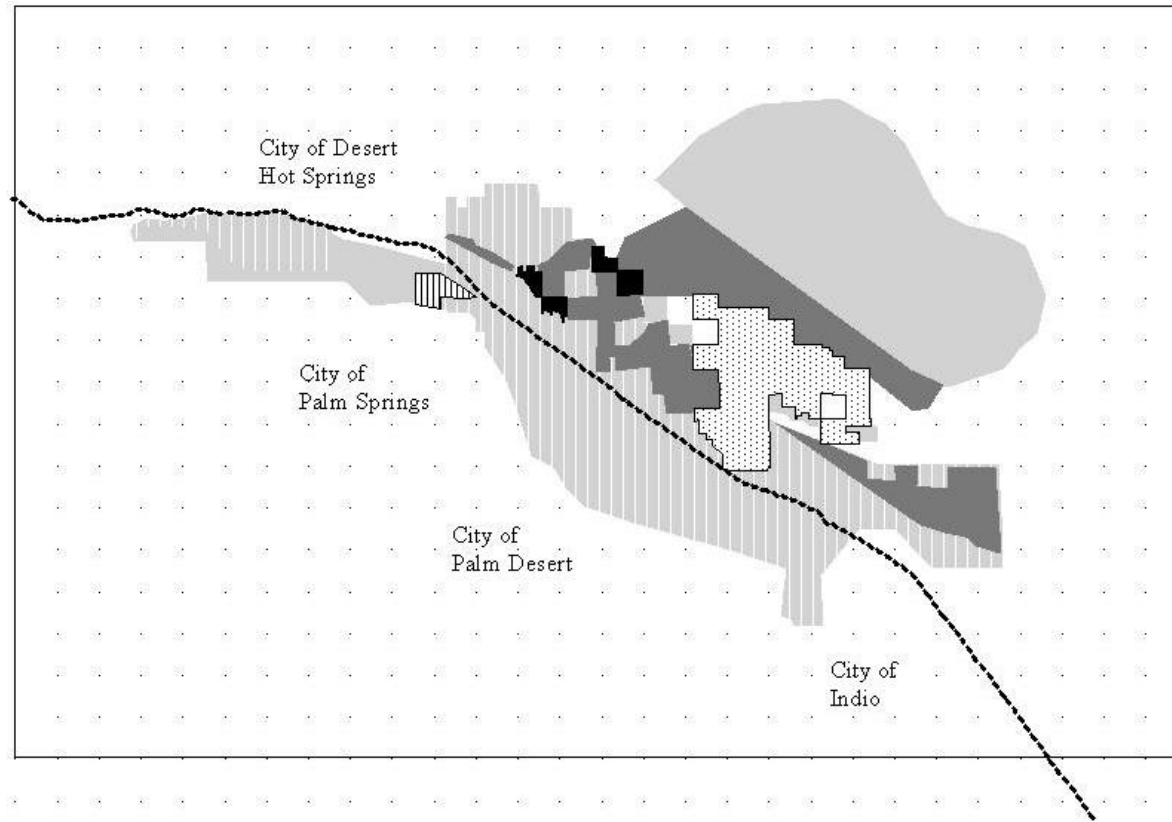 City of Desert
Hot Springs
City of
Palm Springs
City of
Palm Desert
City of
Indio